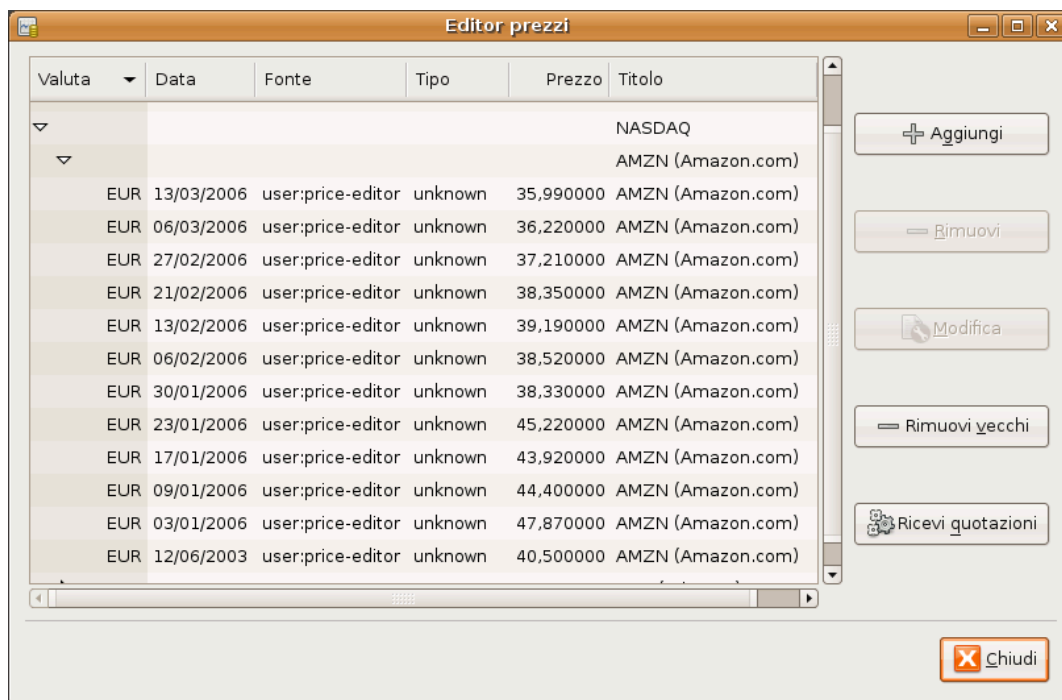 Editor prezzi
Valuta Data Fonte Tipo Prezzo Titolo
NASDAQ
AMZN (Amazon.com)
EUR 13/03/2006 user:price-editor unknown 35,990000 AMZN (Amazon.com)
EUR 06/03/2006 user:price-editor unknown 36,220000 AMZN (Amazon.com)
EUR 27/02/2006 user:price-editor unknown 37,210000 AMZN (Amazon.com)
EUR 21/02/2006 user:price-editor unknown 38,350000 AMZN (Amazon.com)
EUR 13/02/2006 user:price-editor unknown 39,190000 AMZN (Amazon.com)
EUR 06/02/2006 user:price-editor unknown 38,520000 AMZN (Amazon.com)
EUR 30/01/2006 user:price-editor unknown 38,330000 AMZN (Amazon.com)
EUR 23/01/2006 user:price-editor unknown 45,220000 AMZN (Amazon.com)
EUR 17/01/2006 user:price-editor unknown 43,920000 AMZN (Amazon.com)
EUR 09/01/2006 user:price-editor unknown 44,400000 AMZN (Amazon.com)
EUR 03/01/2006 user:price-editor unknown 47,870000 AMZN (Amazon.com)
EUR 12/06/2003 user:price-editor unknown 40,500000 AMZN (Amazon.com)
Aggiungi
Rimuovi
Modifica
Rimuovi vecchi
Ricevi quotazioni
Chiudi